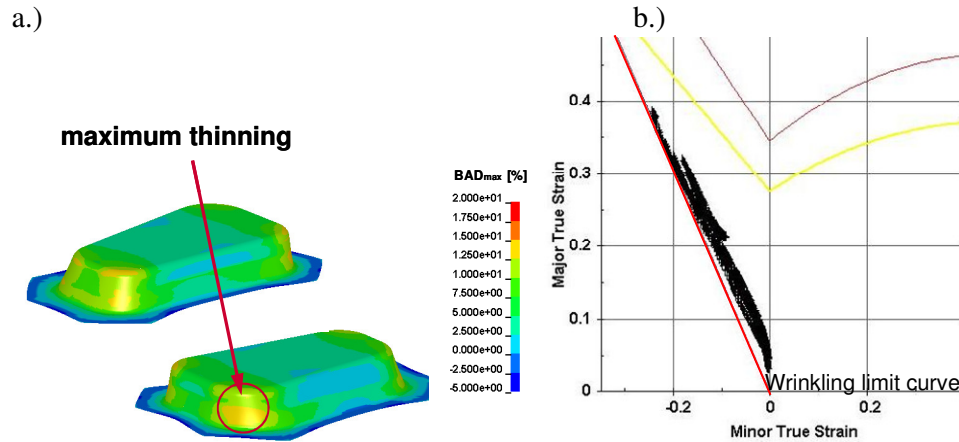 a.)
maximum thinning
BADmax [%]
2.000e+01
1.750e+01
1.500e+01
1.250e+01
1.000e+01
7.500e+00
5.000e+00
2.500e+00
0.000e+00
-2.500e+00
-5.000e+00
b.)
Major True Strain
0.4
0.3
0.2
0.1
0
Wrinkling limit curve
-0.2
0
0.2
Minor True Strain